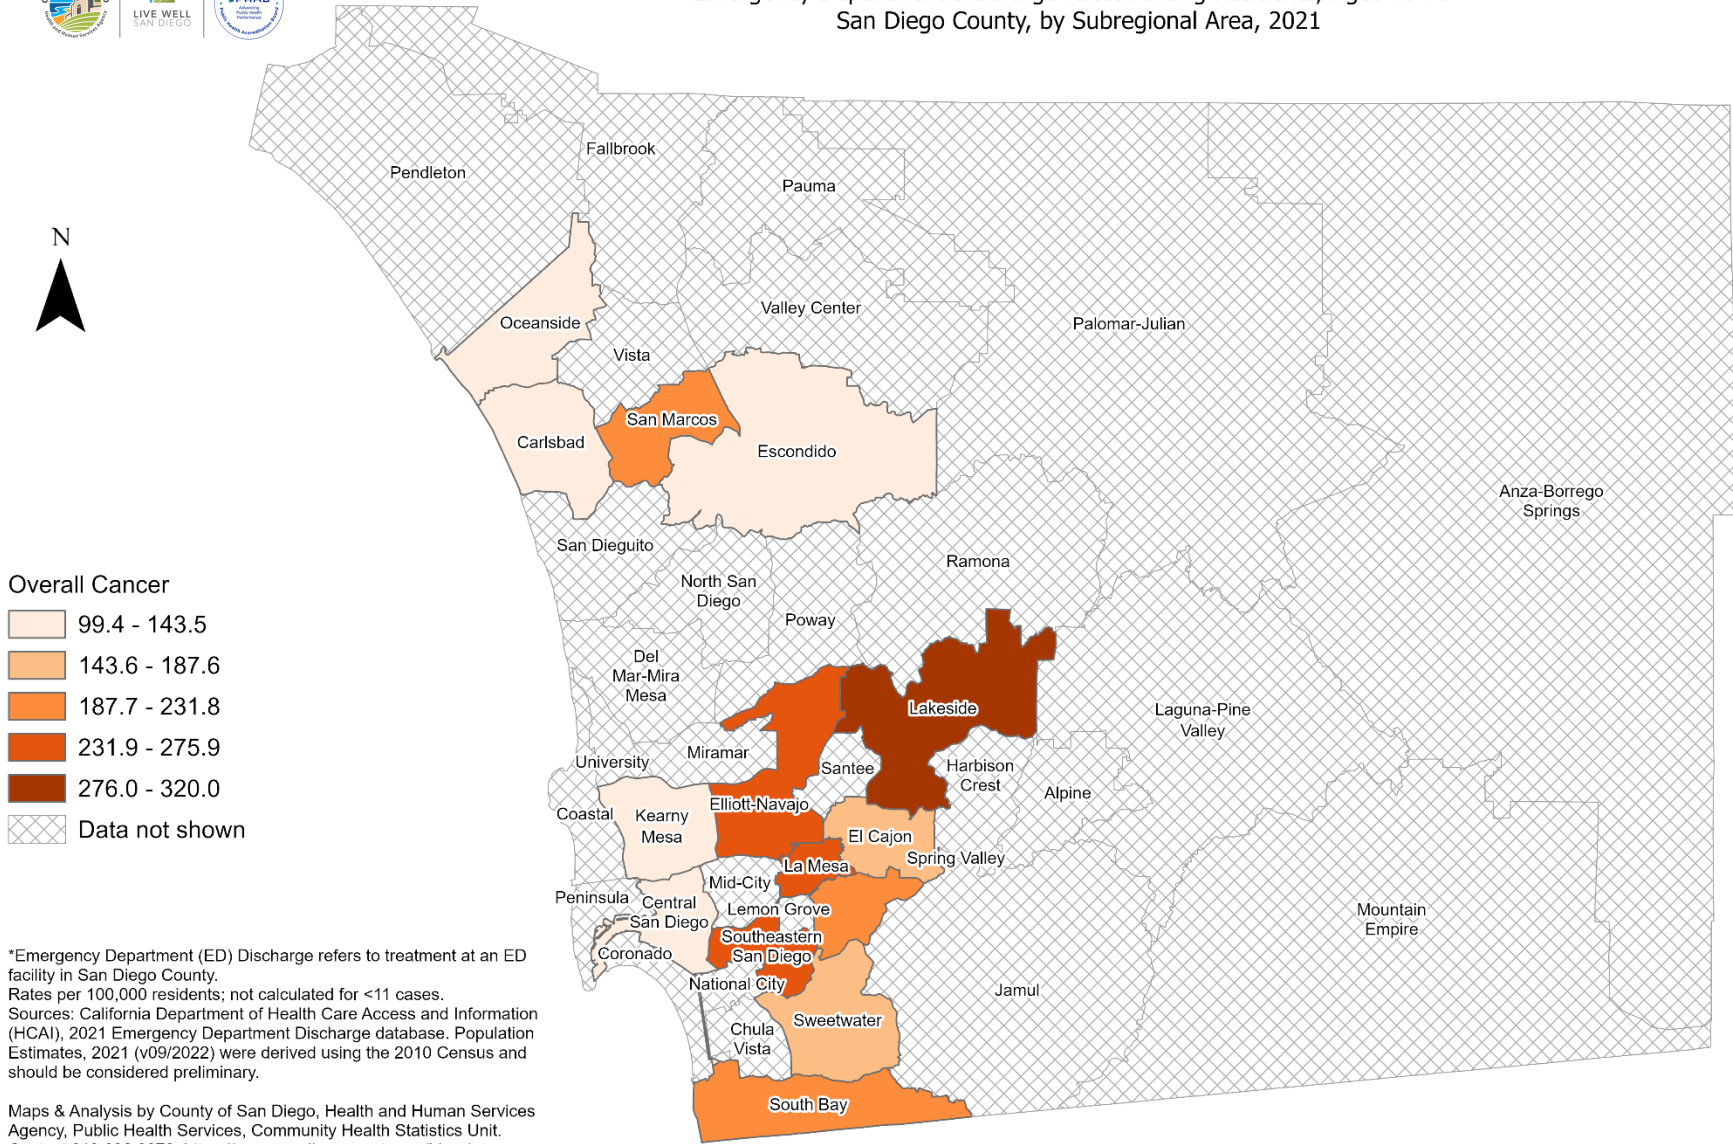 LIVE WELL
SAN DIEGO
San Diego County, by Subregional Area, 2021
Fallbrook
Pendleton
Pauma
N
Oceanside
Valley Center
Palomar-Julian
Vista
San Marcos
Carlsbad
Escondido
Anza-Borrego
Springs
San Dieguito
Ramona
North San
Diego
Poway
Del
Mar-Mira
Mesa
Lakeside
Laguna-Pine
Valley
Miramar
University
Santee
Harbison
Crest
Alpine
Elliott-Navajo
Coastal
Kearny
Mesa
El Cajon
Spring Valley
La Mesa
Mid-City
Peninsula
Central
San Diego
Lemon Grove
Mountain
Empire
Southeastern
San Diego
Coronado
National City
Jamul
Sweetwater
Chula
Vista
South Bay
Overall Cancer
99.4 - 143.5
143.6 - 187.6
187.7 - 231.8
231.9 - 275.9
276.0 - 320.0
Data not shown
*Emergency Department (ED) Discharge refers to treatment at an ED
facility in San Diego County.
Rates per 100,000 residents; not calculated for <11 cases.
Sources: California Department of Health Care Access and Information
(HCAI), 2021 Emergency Department Discharge database. Population
Estimates, 2021 (v09/2022) were derived using the 2010 Census and
should be considered preliminary.
Maps & Analysis by County of San Diego, Health and Human Services
Agency, Public Health Services, Community Health Statistics Unit.